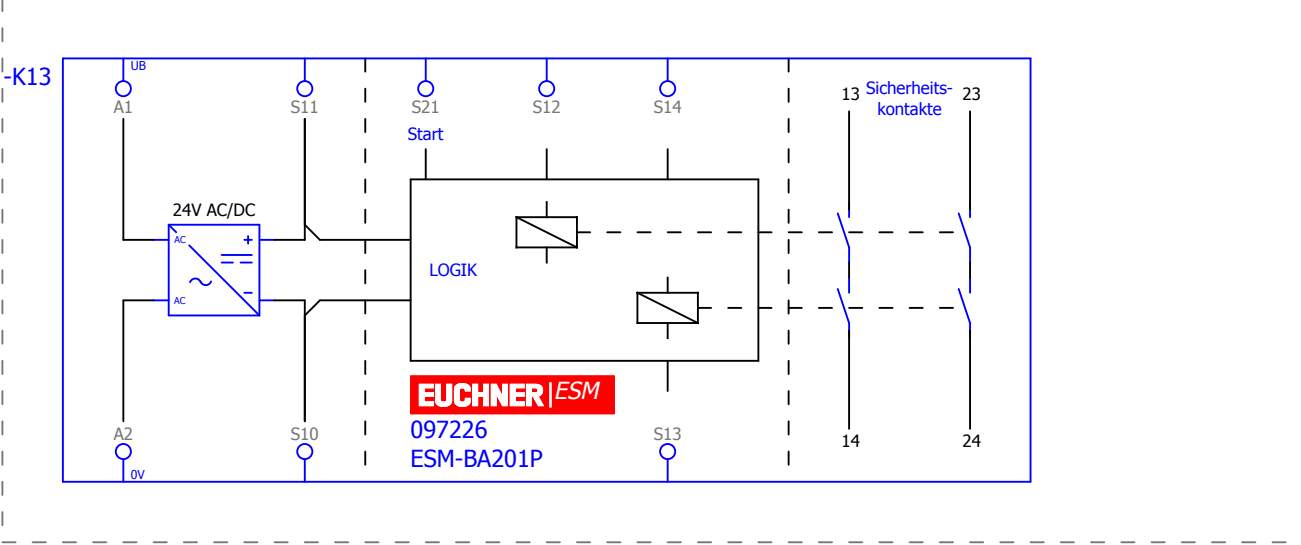 -K13
UB
A1
S11
S21
S12
S14
13
Sicherheits-
kontakte
23
Start
24V AC/DC
AC
+
LOGIK
AC
−
EUCHNER|ESM
097226
ESM-BA201P
A2
S10
S13
14
24
0V